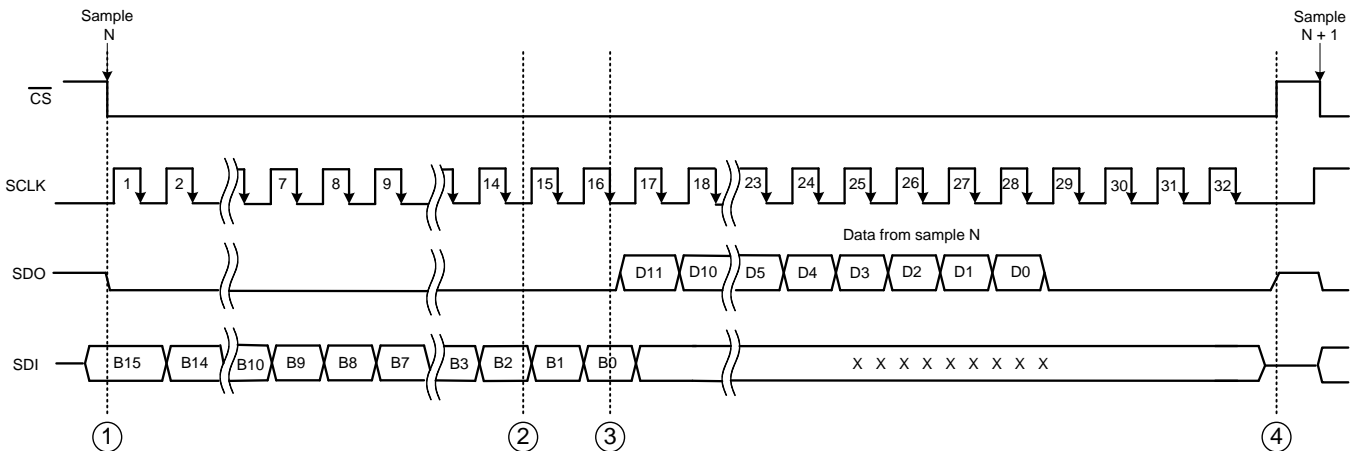 Sample
N
Sample
N + 1
CS
SCLK
1 2 7 8 9 14 15 16 17 18 23 24 25 26 27 28 29 30 31 32
Data from sample N
SDO
D11 D10 D5 D4 D3 D2 D1 D0
SDI
B15 B14 B10 B9 B8 B7 B3 B2 B1 B0 X X X X X X X X X
1 2 3 4